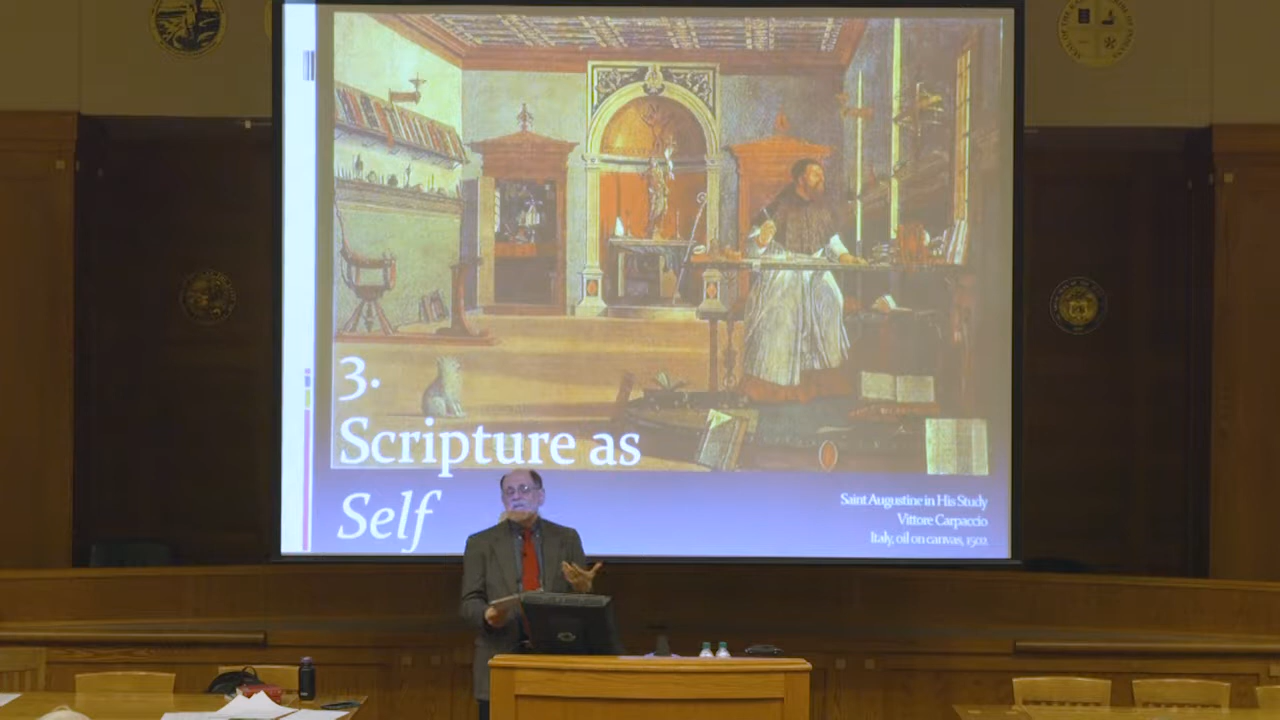 3.
Scripture as
Self
Saint Augustine in His Study
Vittore Carpaccio
Italy, oil on canvas, 1502